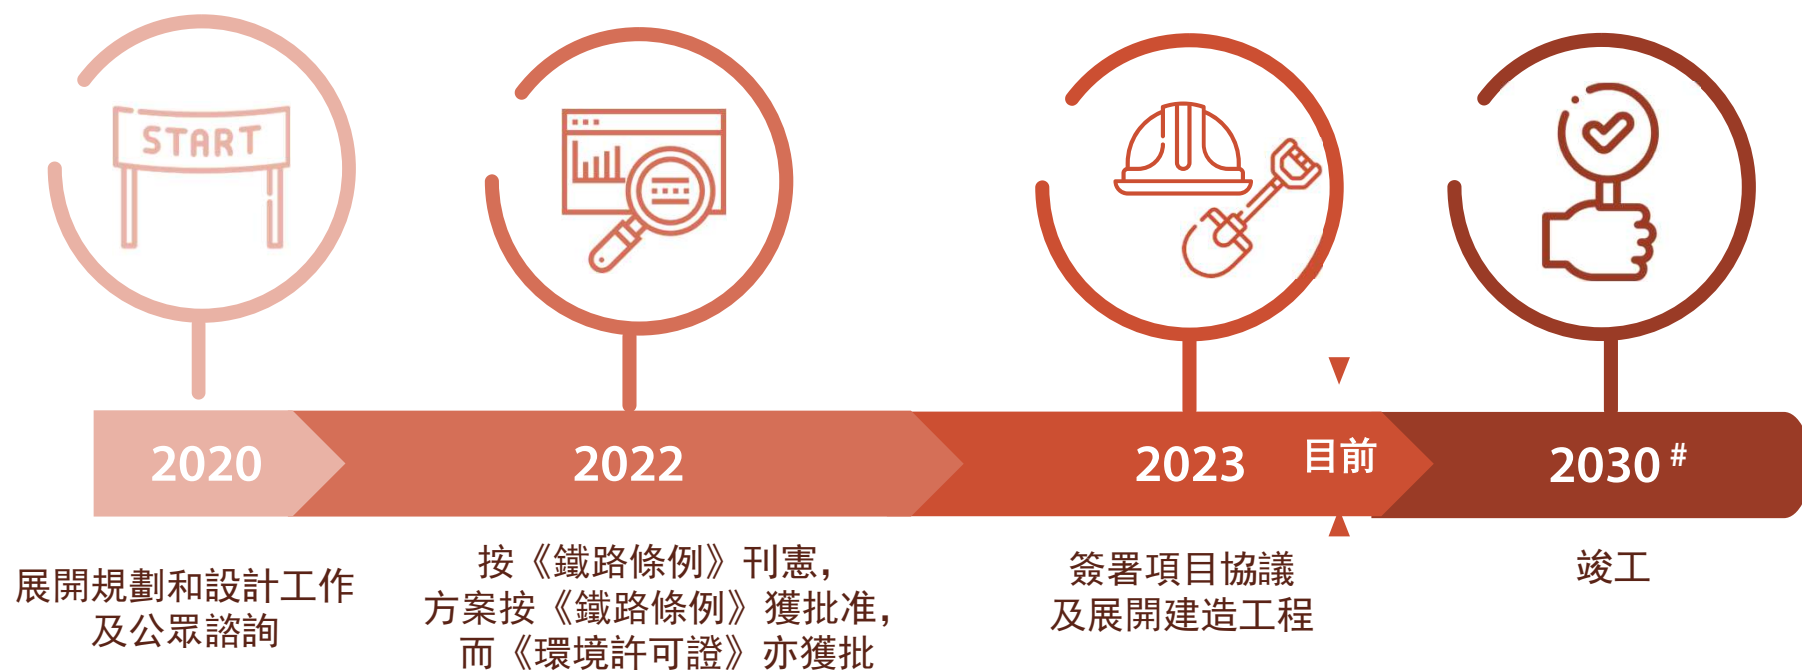 START
2020
2022
2023
目前
2030 #
展開規劃和設計工作
及公眾諮詢
按《鐵路條例》刊憲，
方案按《鐵路條例》獲批准，
而《環境許可證》亦獲批
簽署項目協議
及展開建造工程
竣工